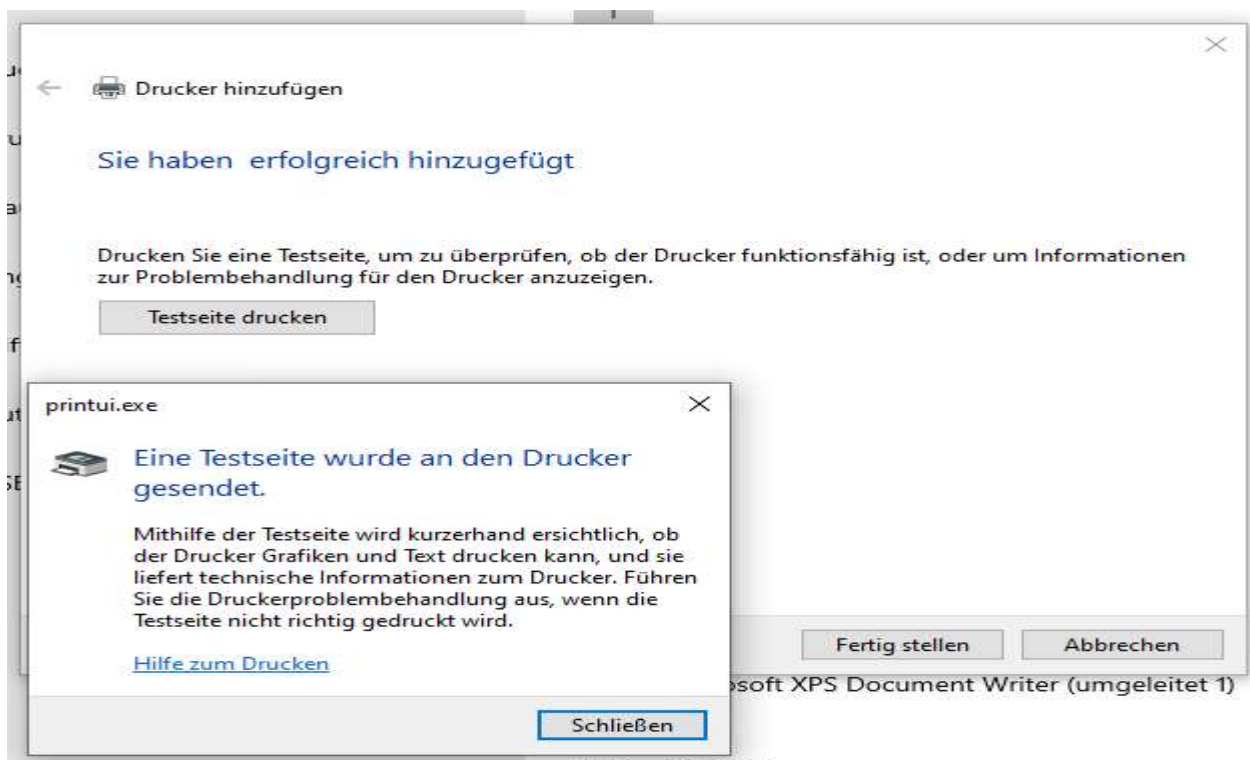 Drucker hinzufügen
Sie haben  erfolgreich hinzugefügt
Drucken Sie eine Testseite, um zu überprüfen, ob der Drucker funktionsfähig ist, oder um Informationen
zur Problembehandlung für den Drucker anzuzeigen.
Testseite drucken
printui.exe
Eine Testseite wurde an den Drucker
gesendet.
Mithilfe der Testseite wird kurzerhand ersichtlich, ob
der Drucker Grafiken und Text drucken kann, und sie
liefert technische Informationen zum Drucker. Führen
Sie die Druckerproblembehandlung aus, wenn die
Testseite nicht richtig gedruckt wird.
Hilfe zum Drucken
Schließen
Fertig stellen
Abbrechen
XPS Document Writer (umgeleitet 1)